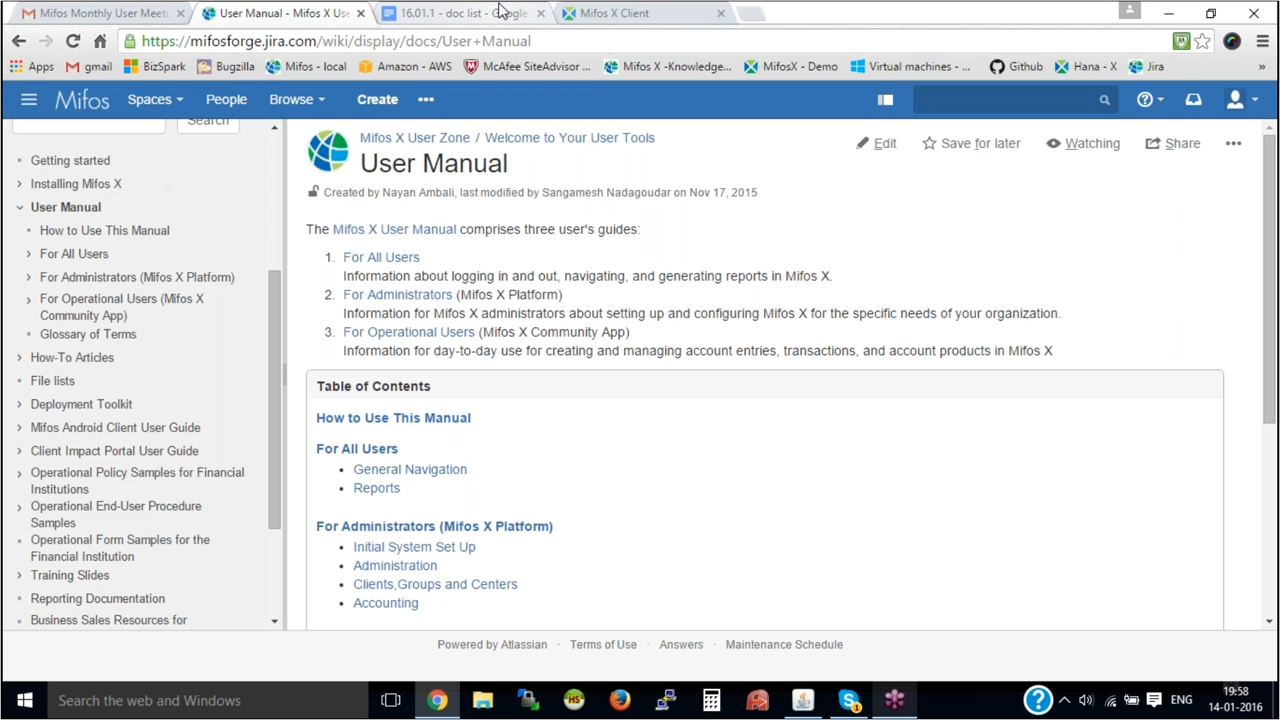 Mifos Monthly User Meetu
User Manual - Mifos X Use
16.01.1 - doc list - Google
Mifos X Client
https://mifosforge.jira.com/wiki/display/docs/User+Manual
Apps
gmail
BizSpark
Bugzilla
Mifos - local
Amazon - AWS
McAfee SiteAdvisor ...
Mifos X -Knowledge...
MifosX - Demo
Virtual machines - ...
Github
Hana - X
Jira
»
Mifos
Spaces
People
Browse
Create
Search
Getting started
Installing Mifos X
User Manual
How to Use This Manual
For All Users
For Administrators (Mifos X Platform)
For Operational Users (Mifos X
Community App)
Glossary of Terms
How-To Articles
File lists
Deployment Toolkit
Mifos Android Client User Guide
Client Impact Portal User Guide
Operational Policy Samples for Financial
Institutions
Operational End-User Procedure
Samples
Operational Form Samples for the
Financial Institution
Training Slides
Reporting Documentation
Business Sales Resources for
Mifos X User Zone / Welcome to Your User Tools
User Manual
Edit
Save for later
Watching
Share
Created by Nayan Ambali, last modified by Sangamesh Nadagoudar on Nov 17, 2015
The Mifos X User Manual comprises three user's guides:
1. For All Users
Information about logging in and out, navigating, and generating reports in Mifos X.
2. For Administrators (Mifos X Platform)
Information for Mifos X administrators about setting up and configuring Mifos X for the specific needs of your organization.
3. For Operational Users (Mifos X Community App)
Information for day-to-day use for creating and managing account entries, transactions, and account products in Mifos X
Table of Contents
How to Use This Manual
For All Users
• General Navigation
• Reports
For Administrators (Mifos X Platform)
• Initial System Set Up
• Administration
• Clients,Groups and Centers
• Accounting
Powered by Atlassian · Terms of Use · Answers · Maintenance Schedule
Search the web and Windows
HS
1
ENG
19:58
14-01-2016